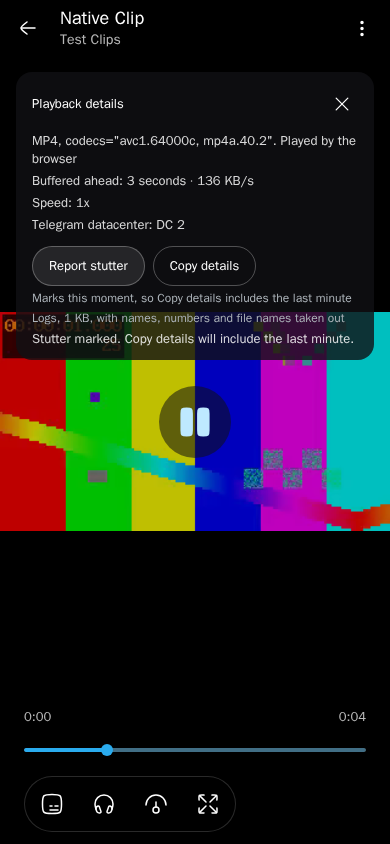 Native Clip
Test Clips
Playback details
MP4, codecs="avc1.64000c, mp4a.40.2". Played by the
browser
Buffered ahead: 3 seconds · 136 KB/s
Speed: 1x
Telegram datacenter: DC 2
Report stutter
Copy details
Marks this moment, so Copy details includes the last minute
Logs, 1 KB, with names, numbers and file names taken out
Stutter marked. Copy details will include the last minute.
0:00
0:04